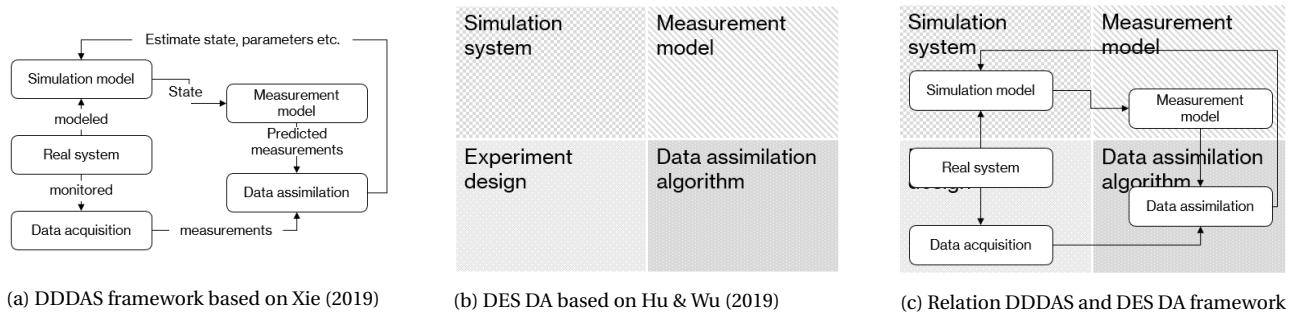 Estimate state, parameters etc.
Simulation model
State
Measurement
model
modeled
Predicted
measurements
Real system
monitored
Data assimilation
Data acquisition
measurements
(a) DDDAS framework based on Xie (2019)
Simulation
system
Measurement
model
Experiment
design
Data assimilation
algorithm
(b) DES DA based on Hu & Wu (2019)
Simulation
system
Measurement
model
Simulation model
Measurement
model
Real system
design
Data assimilation
algorithm
Data assimilation
Data acquisition
(c) Relation DDDAS and DES DA framework